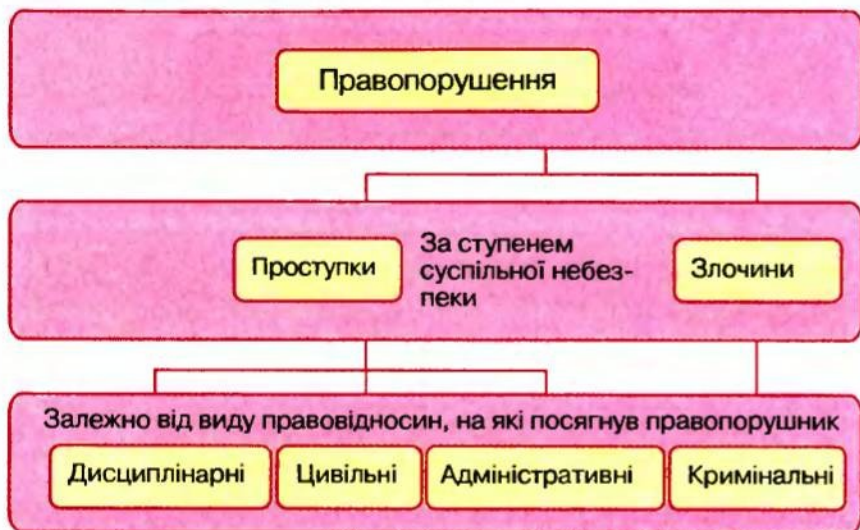 Правопорушення
Проступки
За ступенем
суспільної небез-
пеки
Злочини
Залежно від виду правовідносин, на які посягнув правопорушник
Дисциплінарні
Цивільні
Адміністративні
Кримінальні